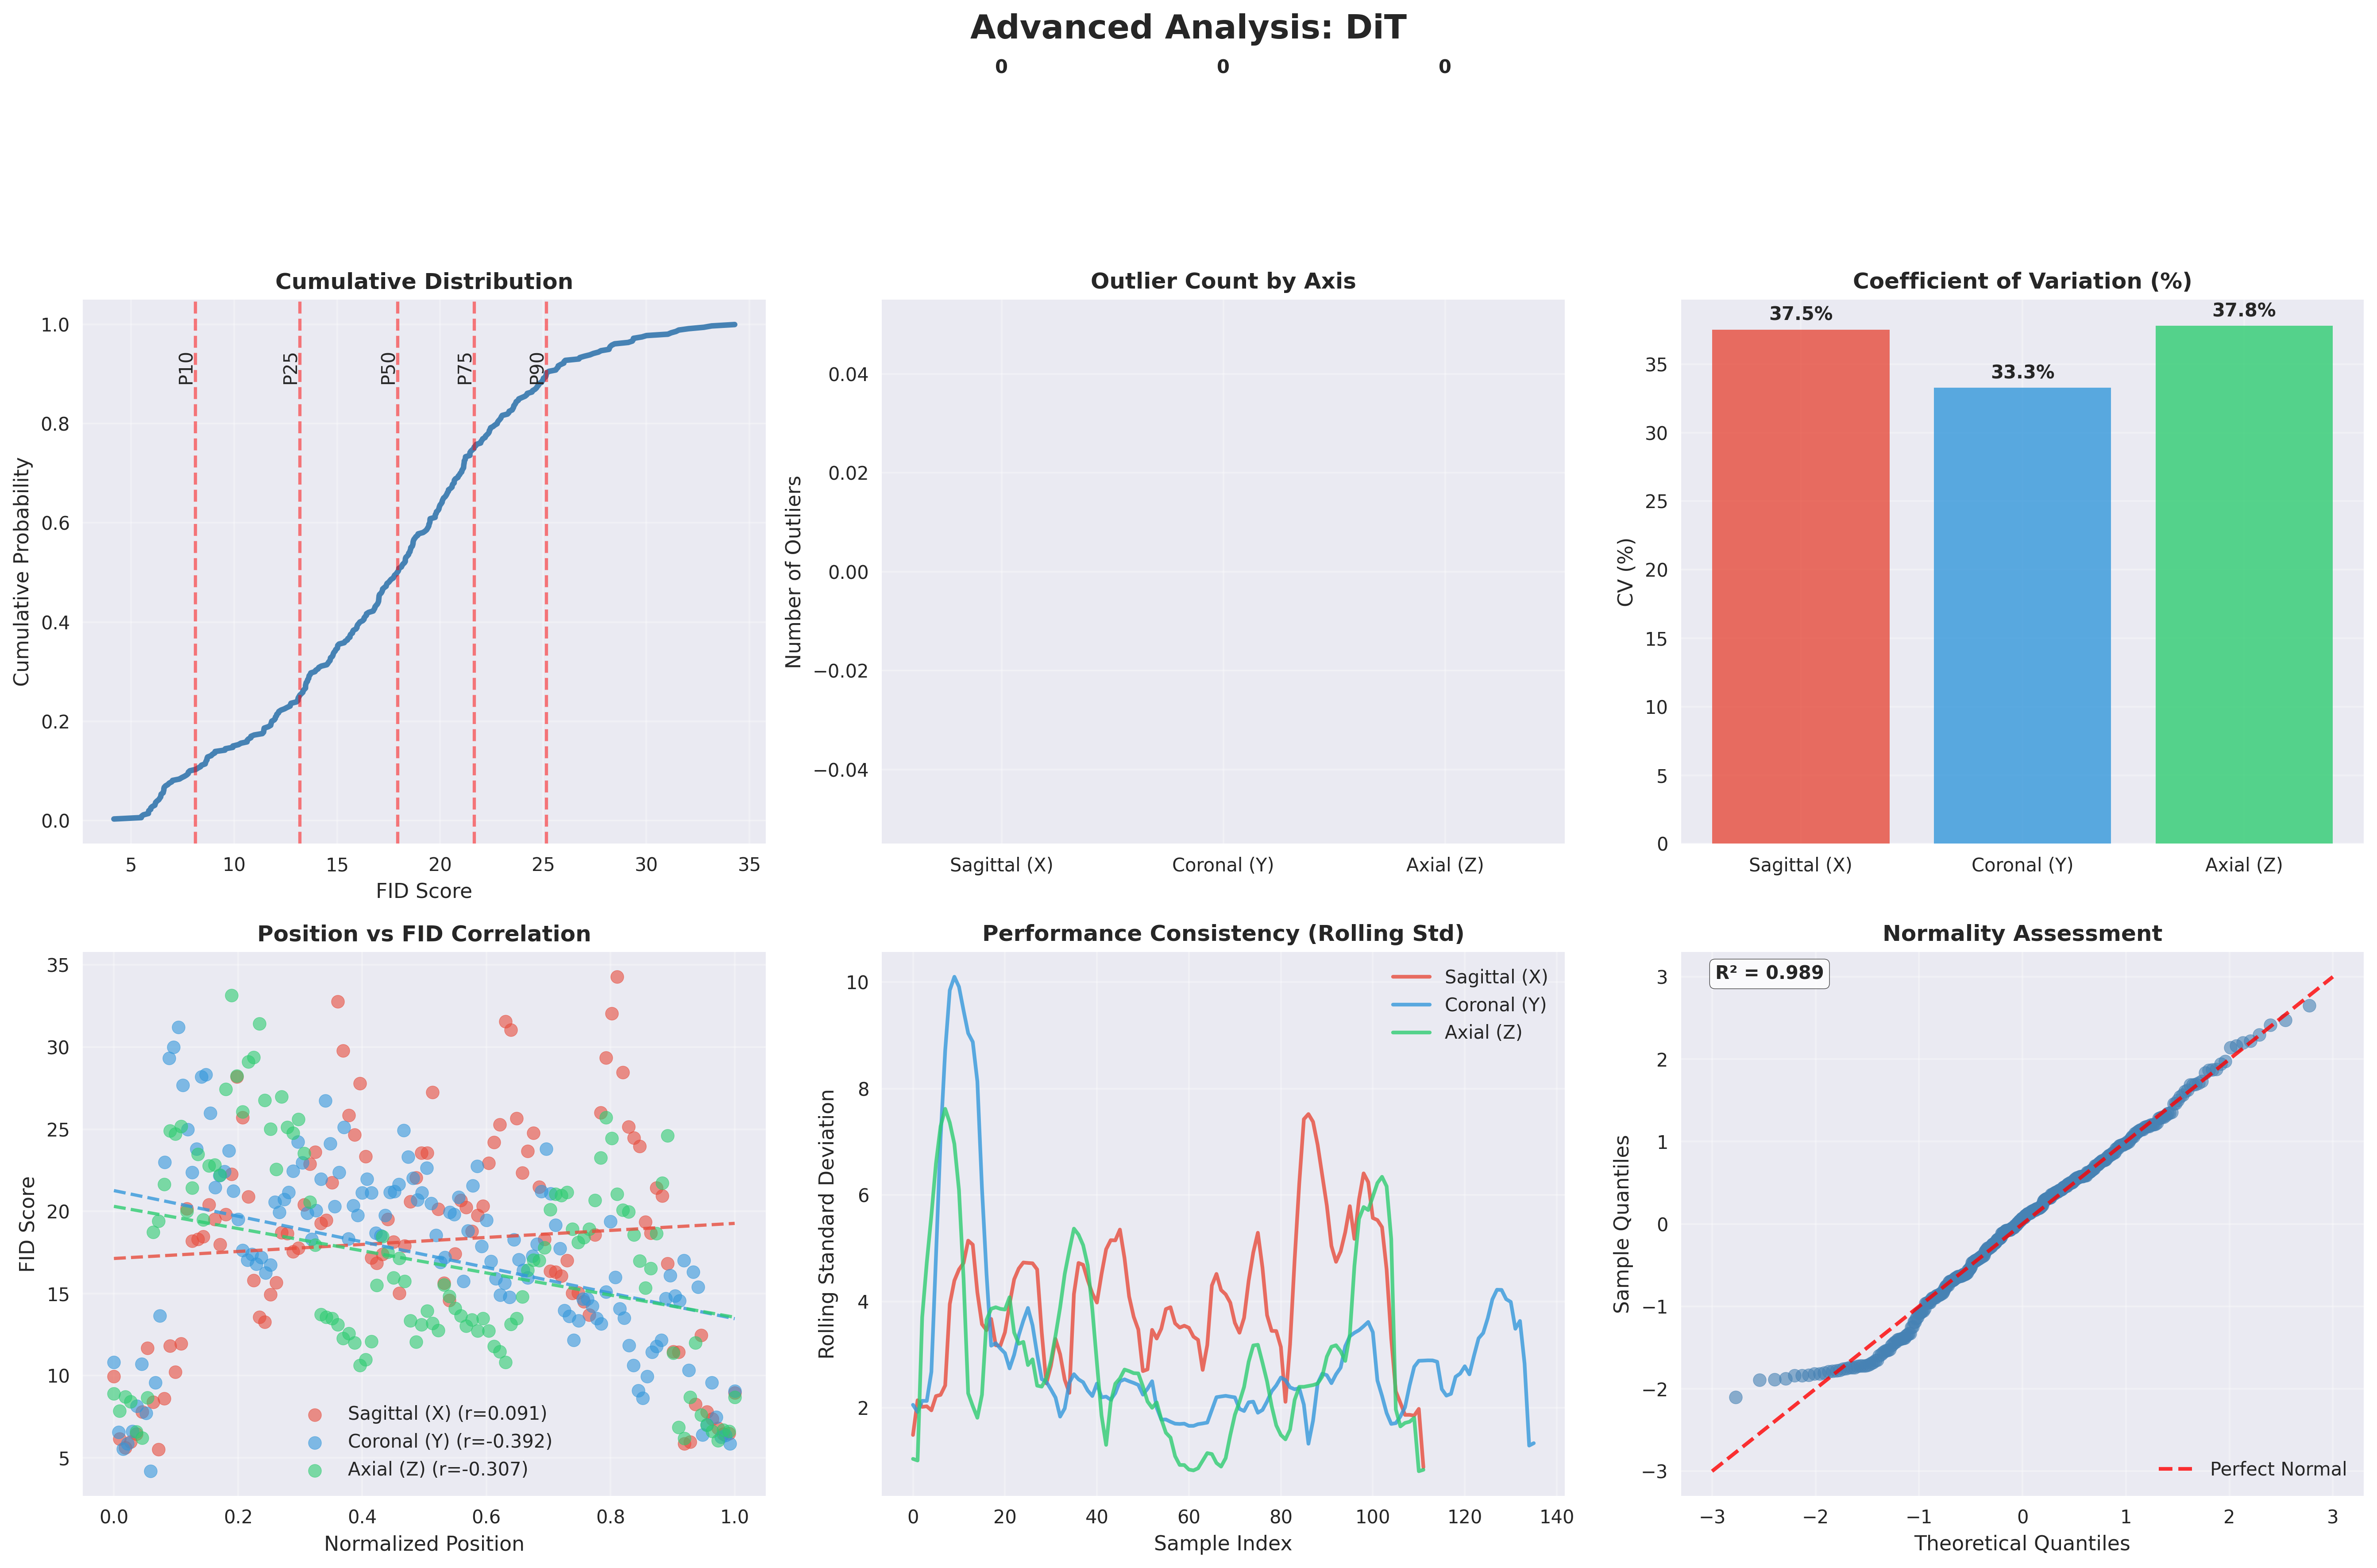 Advanced Analysis: DiT
0 0 0
Cumulative Distribution
1.0
0.8
0.6
0.4
0.2
0.0
Cumulative Probability
P10 P25 P50 P75 P90
5 10 15 20 25 30 35
FID Score
Outlier Count by Axis
0.04
0.02
0.00
−0.02
−0.04
Number of Outliers
Sagittal (X) Coronal (Y) Axial (Z)
Coefficient of Variation (%)
37.5% 33.3% 37.8%
35
30
25
20
15
10
5
0
CV (%)
Sagittal (X) Coronal (Y) Axial (Z)
Position vs FID Correlation
35
30
25
20
15
10
5
FID Score
Sagittal (X) (r=0.091)
Coronal (Y) (r=-0.392)
Axial (Z) (r=-0.307)
0.0 0.2 0.4 0.6 0.8 1.0
Normalized Position
Performance Consistency (Rolling Std)
10
8
6
4
2
Rolling Standard Deviation
Sagittal (X)
Coronal (Y)
Axial (Z)
0 20 40 60 80 100 120 140
Sample Index
Normality Assessment
R² = 0.989
3
2
1
0
−1
−2
−3
Sample Quantiles
Perfect Normal
−3 −2 −1 0 1 2 3
Theoretical Quantiles